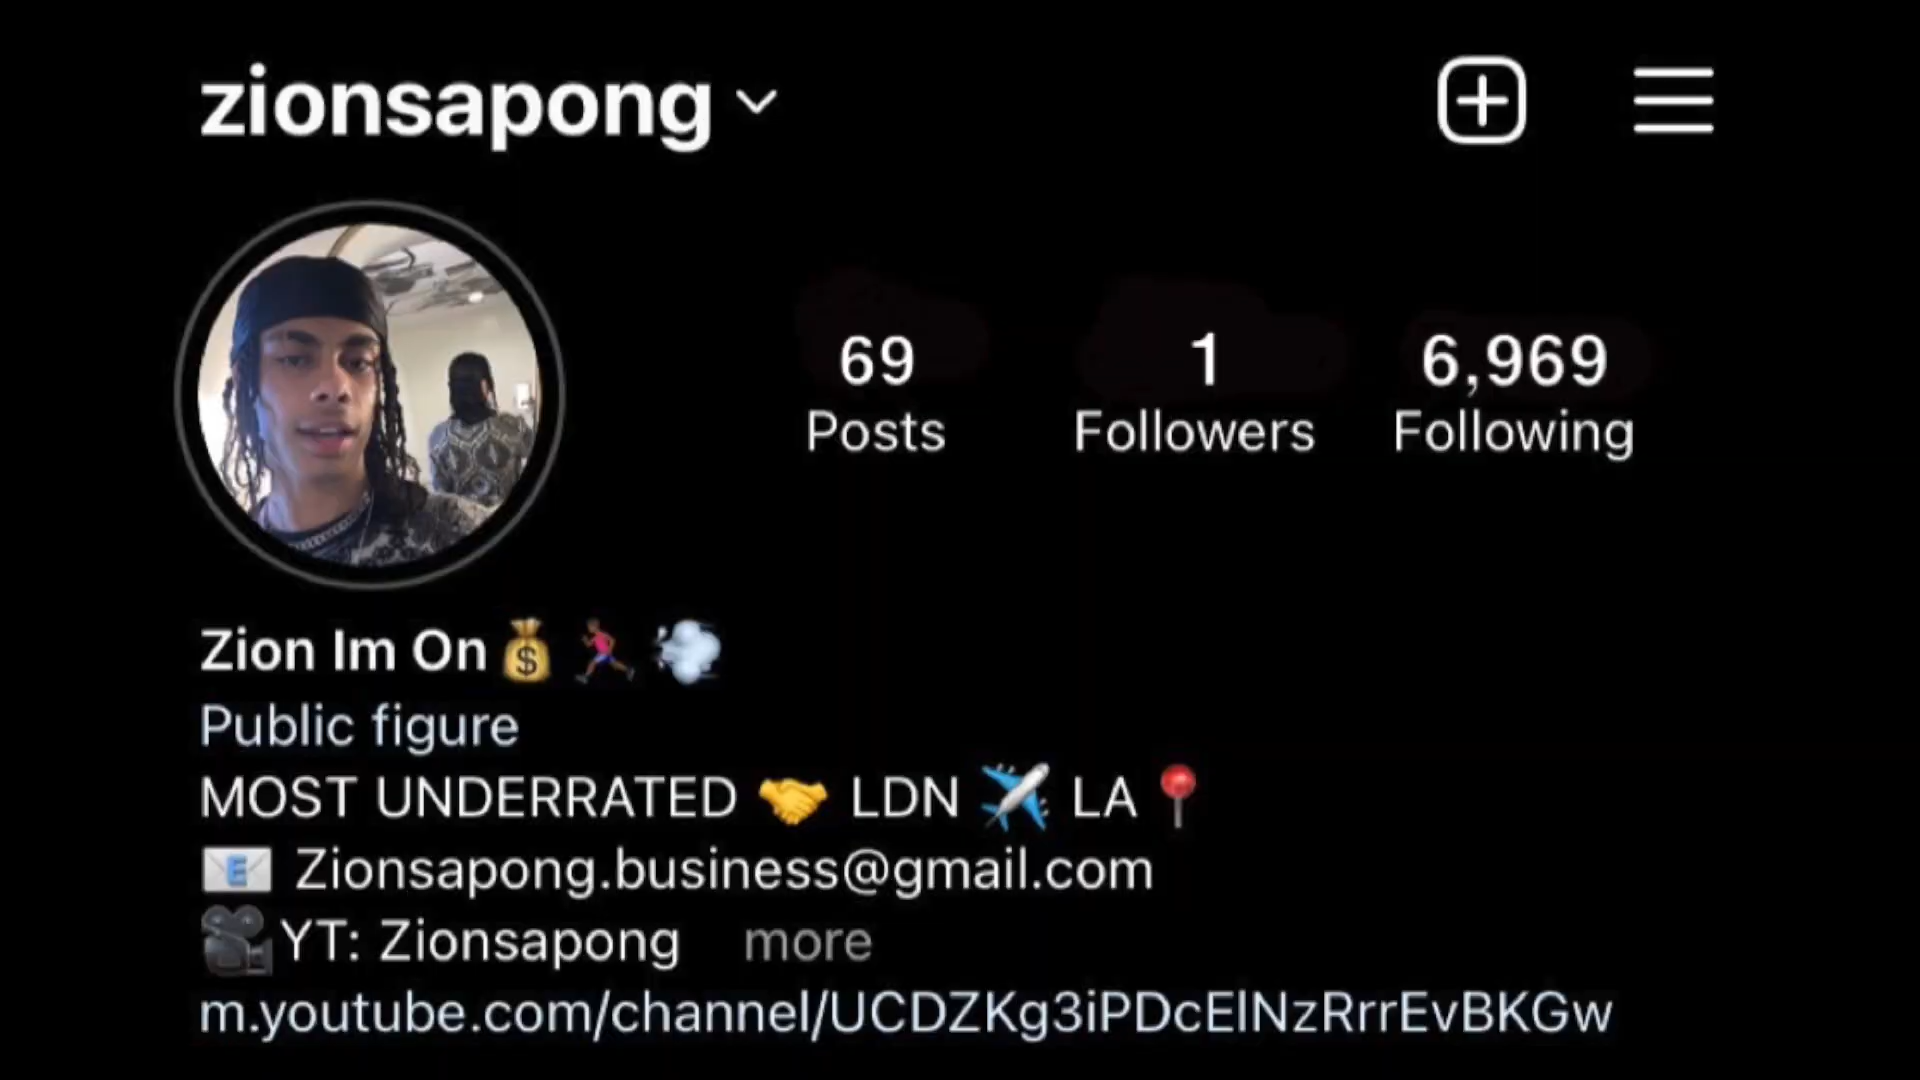 zionsapong
69 1 6,969
Posts Followers Following
Zion Im On💰🏃🏾💨
Public figure
MOST UNDERRATED 🤝 LDN ✈️ LA📍
📧 Zionsapong.business@gmail.com
🎥YT: Zionsapong more
m.youtube.com/channel/UCDZKg3iPDcElNzRrrEvBKGw